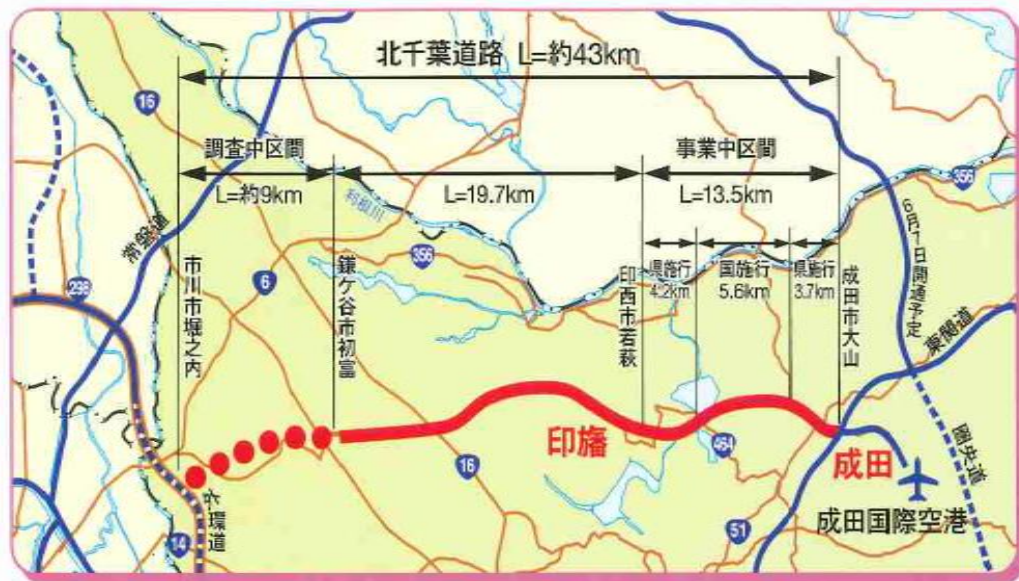 北千葉道路 L=約43km
調査中区間
L=約9km
L=19.7km
事業中区間
L=13.5km
県施行
4.2km
国施行
5.6km
県施行
3.7km
市川市堀之内
鎌ケ谷市初富
印西市若萩
成田市大山
16
常磐道
6
利根川
356
356
298
6月7日開通予定
東関道
印旛
464
成田
16
51
成田国際空港
圏央道
外環道
14